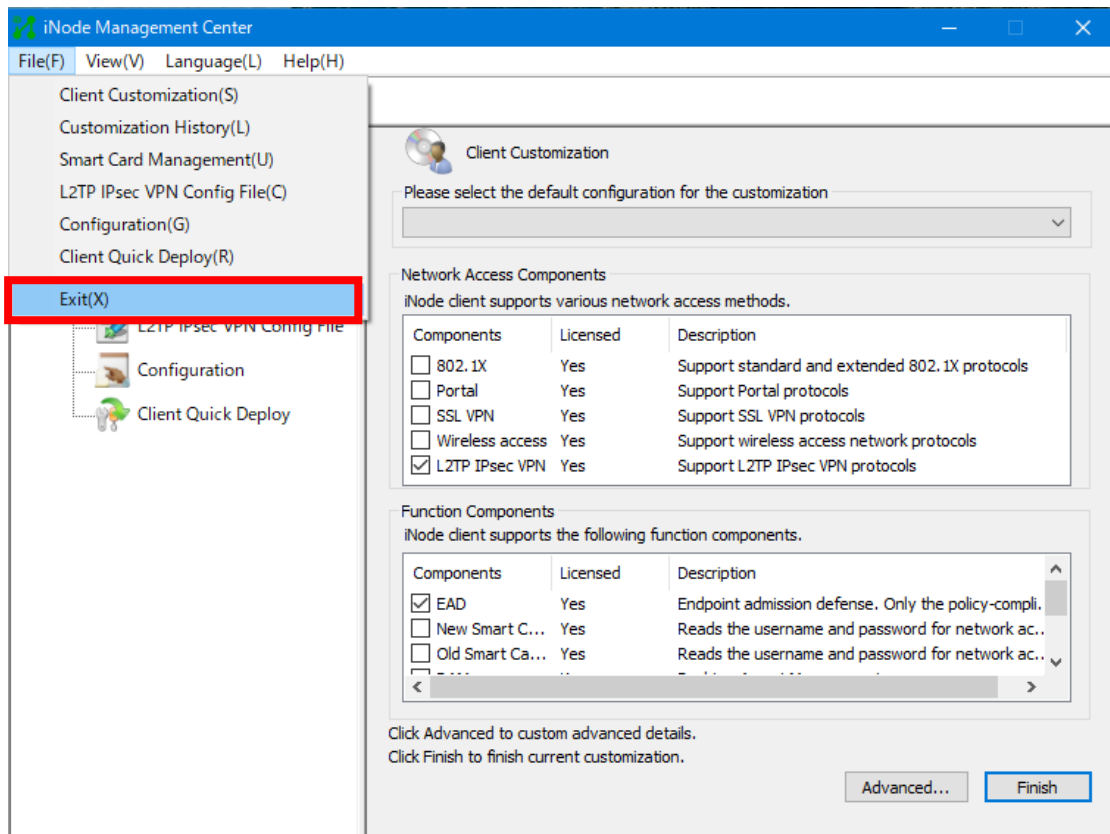 iNode Management Center
File(F) View(V) Language(L) Help(H)
Client Customization(S)
Customization History(L)
Smart Card Management(U)
L2TP IPsec VPN Config File(C)
Configuration(G)
Client Quick Deploy(R)
Exit(X)
L2TP IPsec VPN Config File
Configuration
Client Quick Deploy
Client Customization
Please select the default configuration for the customization
Network Access Components
iNode client supports various network access methods.
Components Licensed Description
802.1X Yes Support standard and extended 802.1X protocols
Portal Yes Support Portal protocols
SSL VPN Yes Support SSL VPN protocols
Wireless access Yes Support wireless access network protocols
L2TP IPsec VPN Yes Support L2TP IPsec VPN protocols
Function Components
iNode client supports the following function components.
Components Licensed Description
EAD Yes Endpoint admission defense. Only the policy-compli.
New Smart C... Yes Reads the username and password for network ac..
Old Smart Ca... Yes Reads the username and password for network ac..
Click Advanced to custom advanced details.
Click Finish to finish current customization.
Advanced... Finish